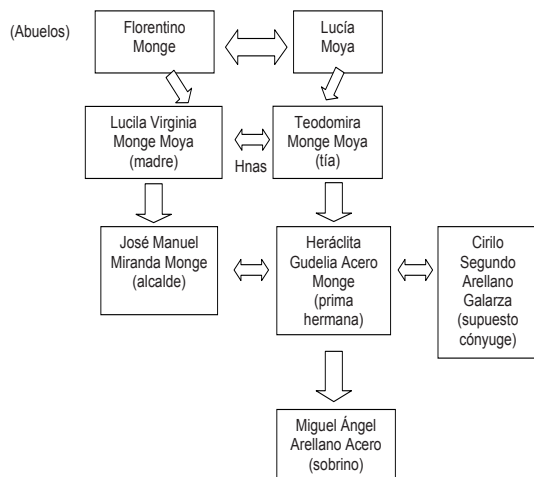 (Abuelos)
Florentino
Monge
Lucía
Moya
Lucila Virginia
Monge Moya
(madre)
Hnas
Teodomira
Monge Moya
(tía)
José Manuel
Miranda Monge
(alcalde)
Heráclita
Gudelia Acero
Monge
(prima
hermana)
Cirilo
Segundo
Arellano
Galarza
(supuesto
cónyuge)
Miguel Ángel
Arellano Acero
(sobrino)